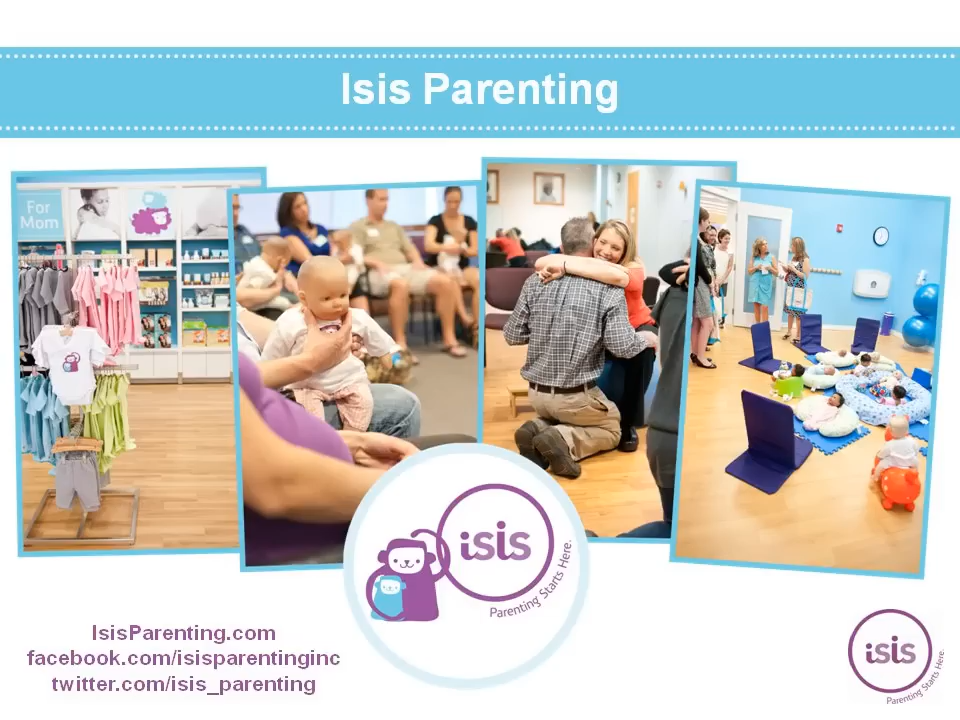 Isis Parenting
For
Mom
isis
Parenting Starts Here.
IsisParenting.com
facebook.com/isisparentinginc
twitter.com/isis_parenting
isis
Parenting Starts Here.